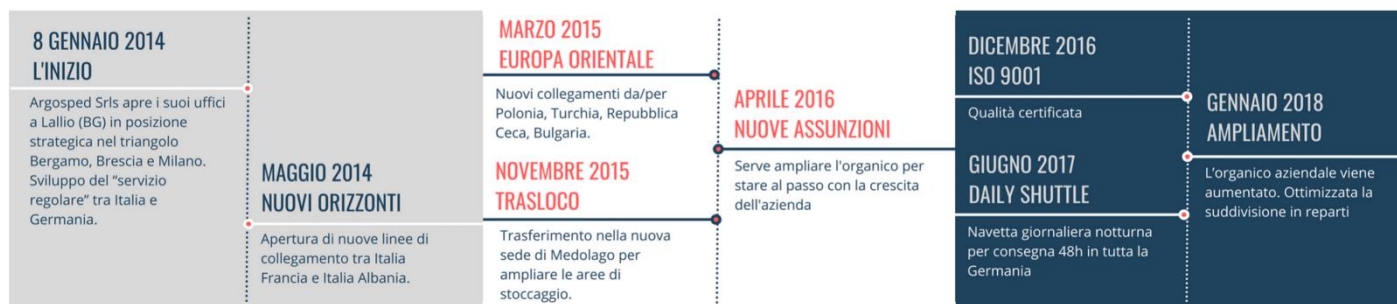 8 GENNAIO 2014
L'INIZIO
Argosped Srls apre i suoi uffici
a Lallio (BG) in posizione
strategica nel triangolo
Bergamo, Brescia e Milano.
Sviluppo del “servizio
regolare” tra Italia e
Germania.
MAGGIO 2014
NUOVI ORIZZONTI
Apertura di nuove linee di
collegamento tra Italia
Francia e Italia Albania.
MARZO 2015
EUROPA ORIENTALE
Nuovi collegamenti da/per
Polonia, Turchia, Repubblica
Ceca, Bulgaria.
NOVEMBRE 2015
TRASLOCO
Trasferimento nella nuova
sede di Medolago per
ampliare le aree di
stoccaggio.
APRILE 2016
NUOVE ASSUNZIONI
Serve ampliare l'organico per
stare al passo con la crescita
dell'azienda
DICEMBRE 2016
ISO 9001
Qualità certificata
GIUGNO 2017
DAILY SHUTTLE
Navetta giornaliera notturna
per consegna 48h in tutta la
Germania
GENNAIO 2018
AMPLIAMENTO
L’organico aziendale viene
aumentato. Ottimizzata la
suddivisione in reparti